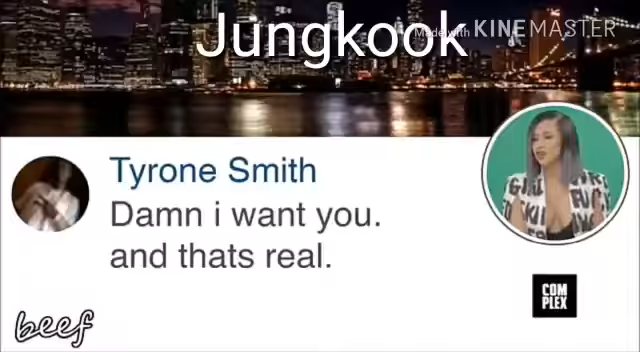 Jungkook
Made with KINEMASTER
Tyrone Smith
Damn i want you.
and thats real.
COM
PLEX
beef